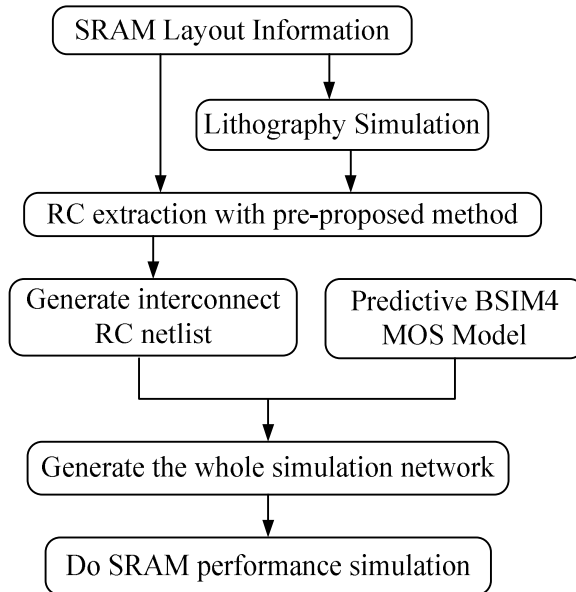 SRAM Layout Information
Lithography Simulation
RC extraction with pre-proposed method
Generate interconnect
RC netlist
Predictive BSIM4
MOS Model
Generate the whole simulation network
Do SRAM performance simulation